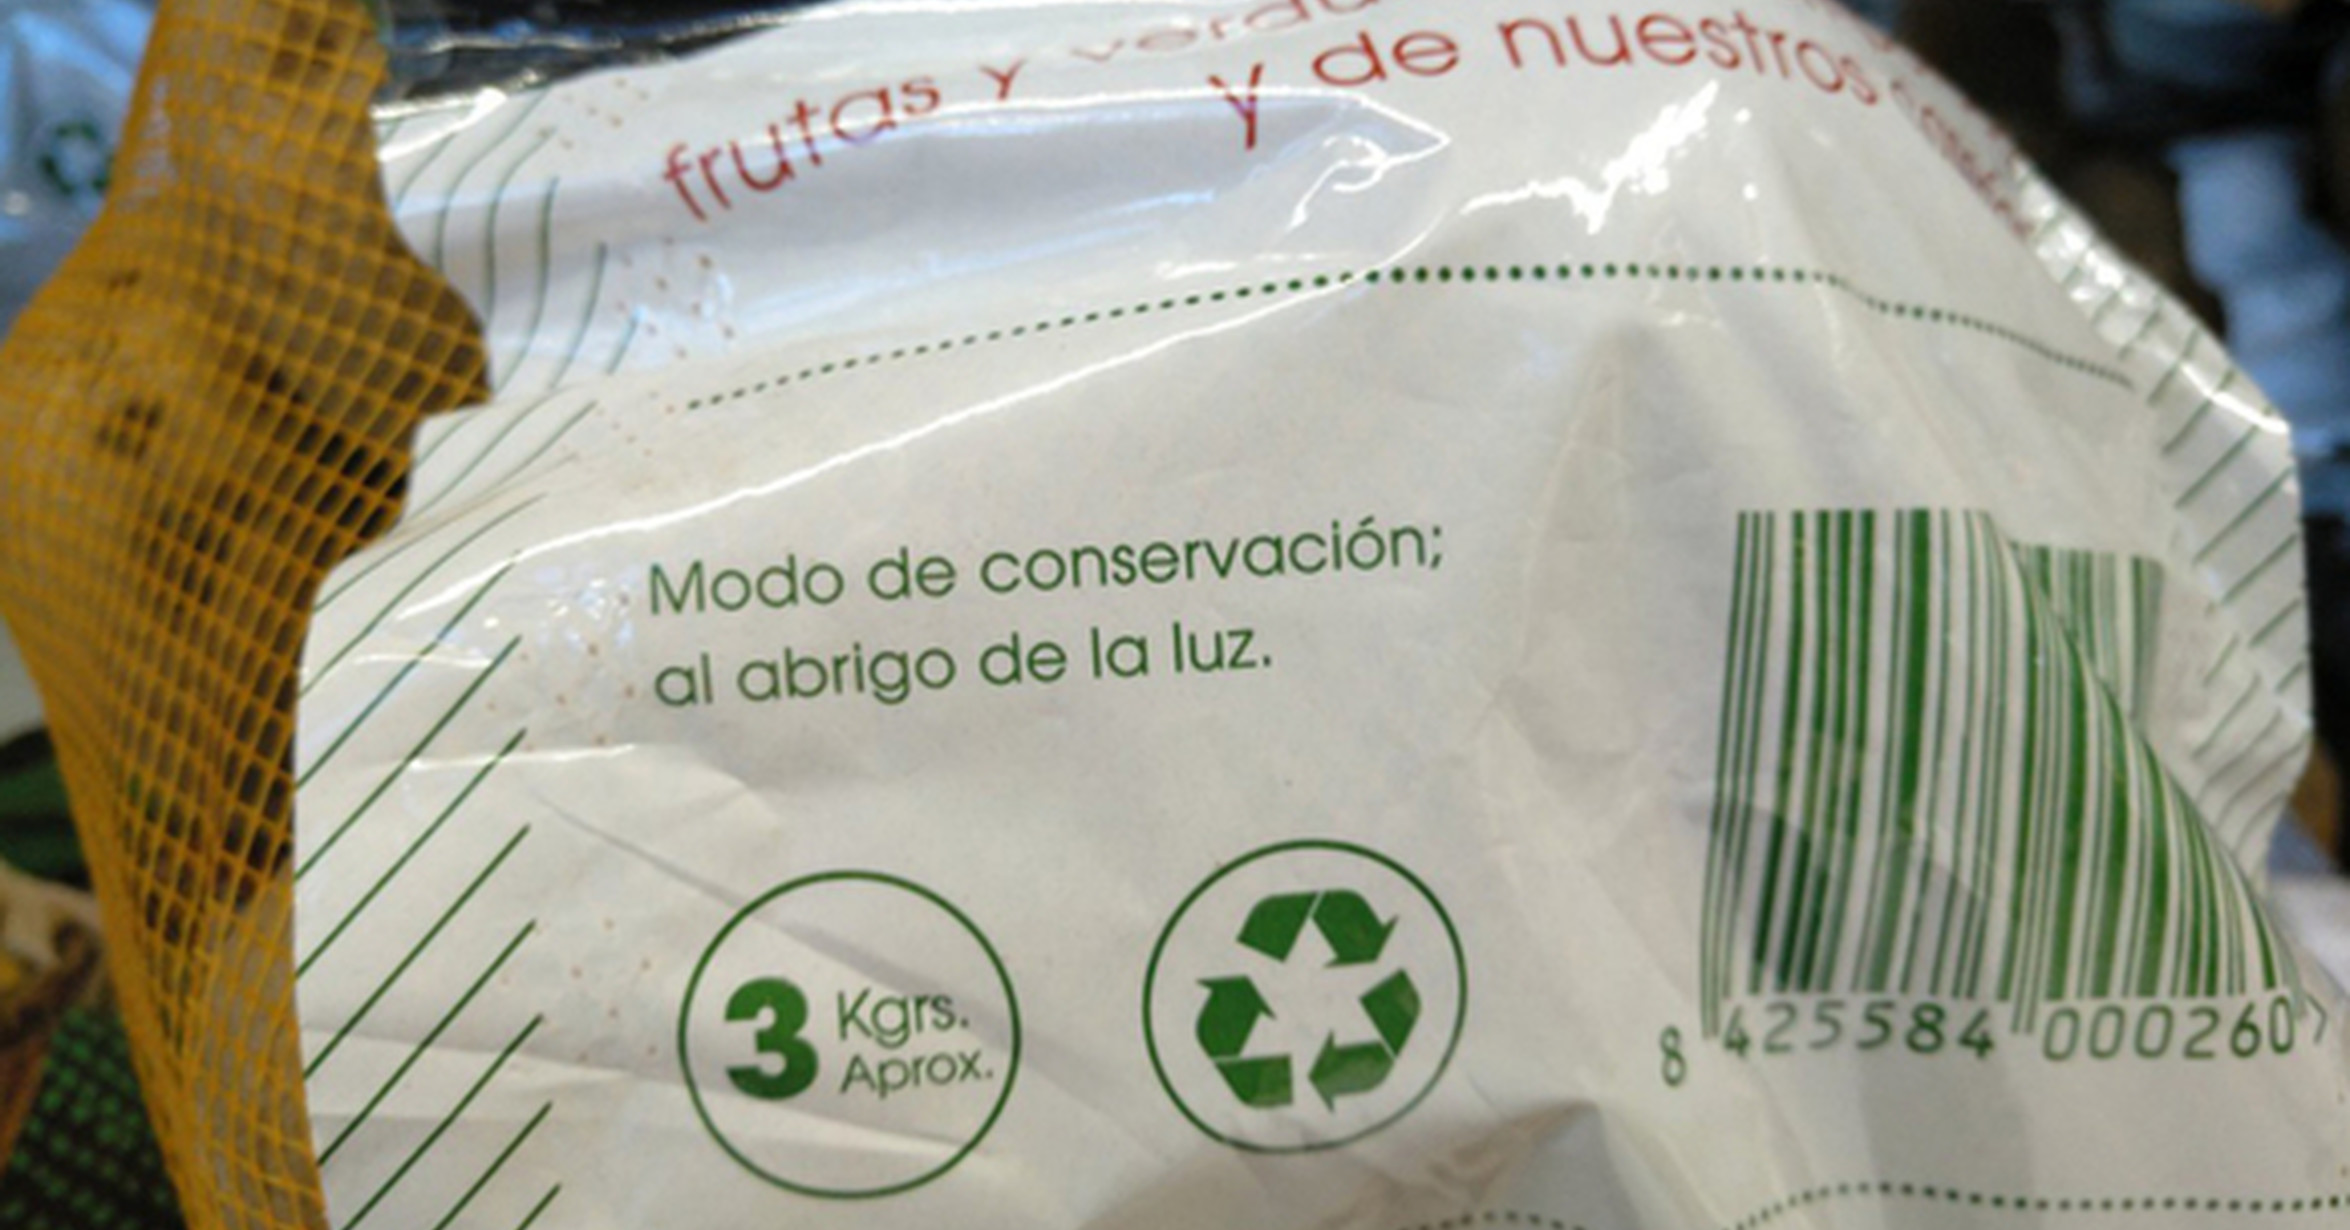 frutas y
y de nuestros
Modo de conservación;
al abrigo de la luz.
3 Kgrs.
Aprox.
8 425584 000260 >